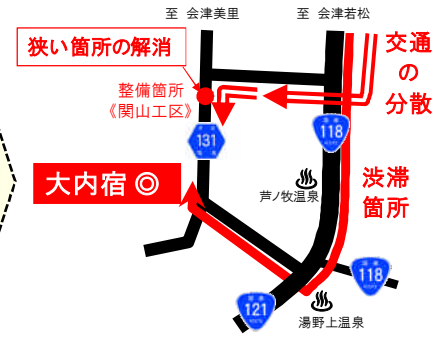 至 会津美里
至 会津若松
狭い箇所の解消
交通
の
分散
整備箇所
《関山工区》
131
118
大内宿◎
芦ノ牧温泉
渋滞
箇所
118
121
湯野上温泉